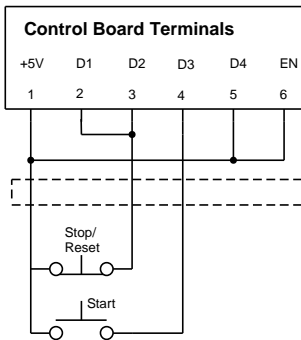 Control Board Terminals
+5V D1 D2 D3 D4 EN
1 2 3 4 5 6
Stop/
Reset
Start